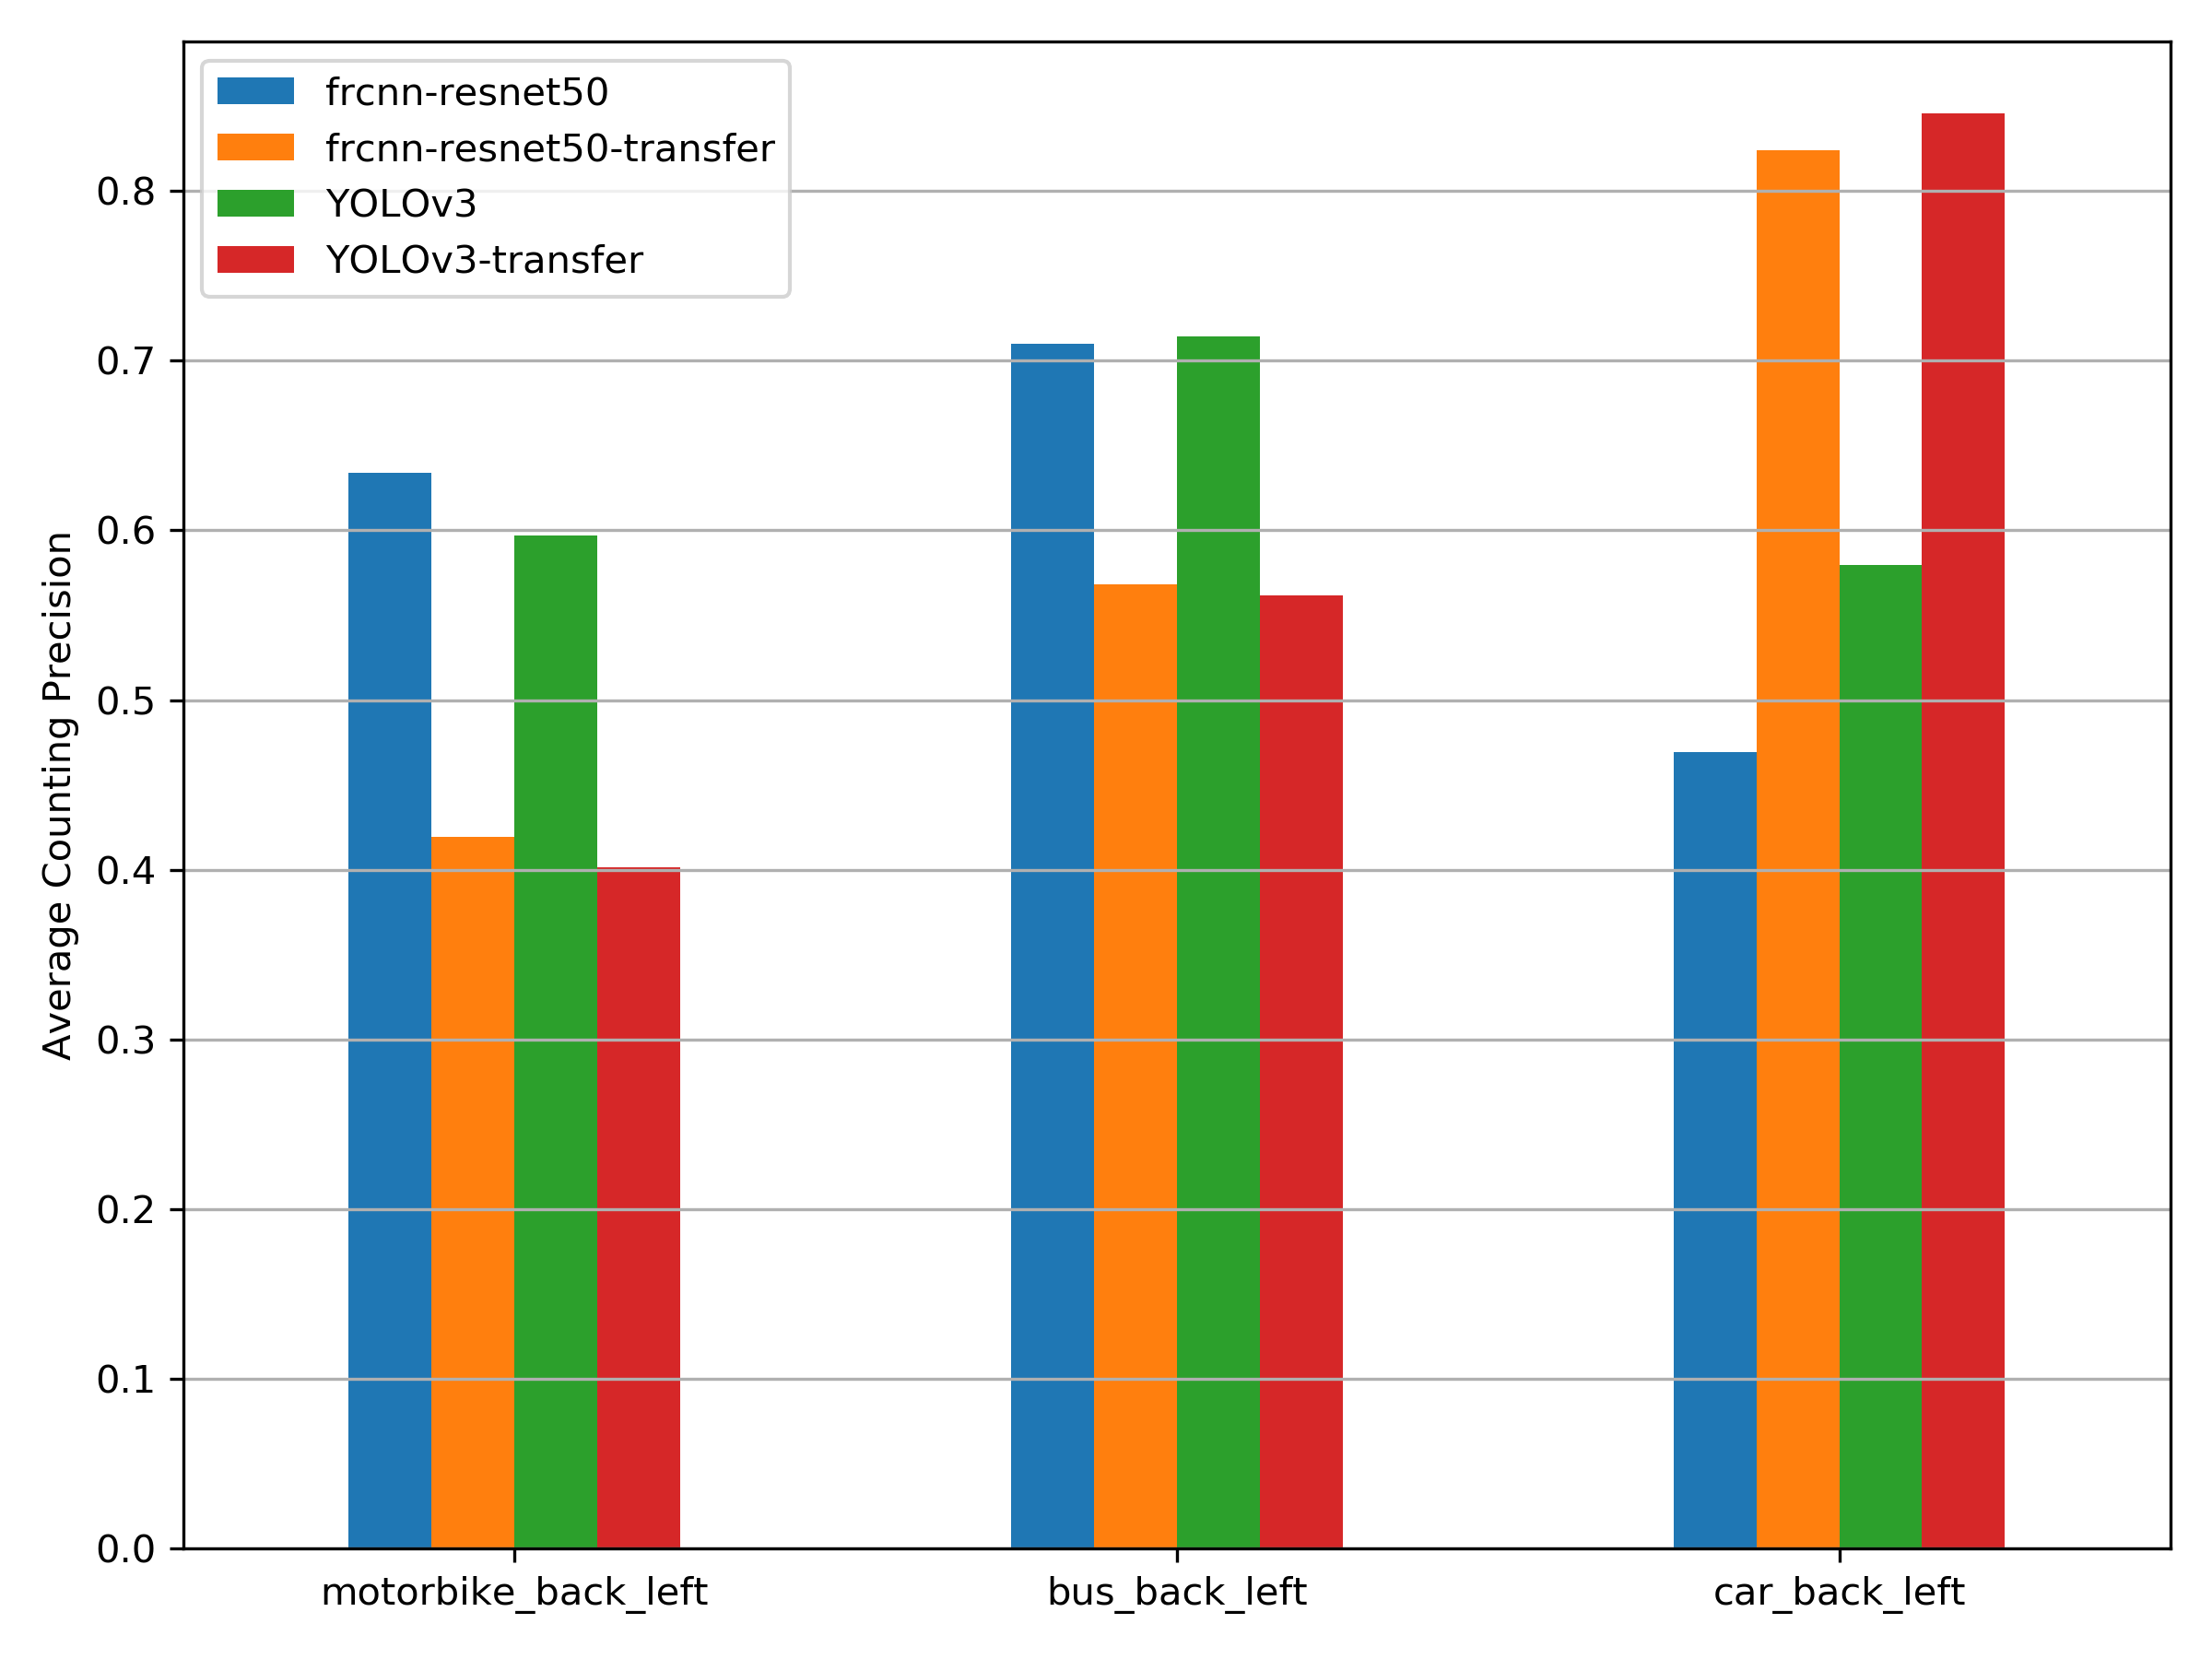 frcnn-resnet50
frcnn-resnet50-transfer
YOLOv3
YOLOv3-transfer
Average Counting Precision
0.8
0.7
0.6
0.5
0.4
0.3
0.2
0.1
0.0
motorbike_back_left
bus_back_left
car_back_left